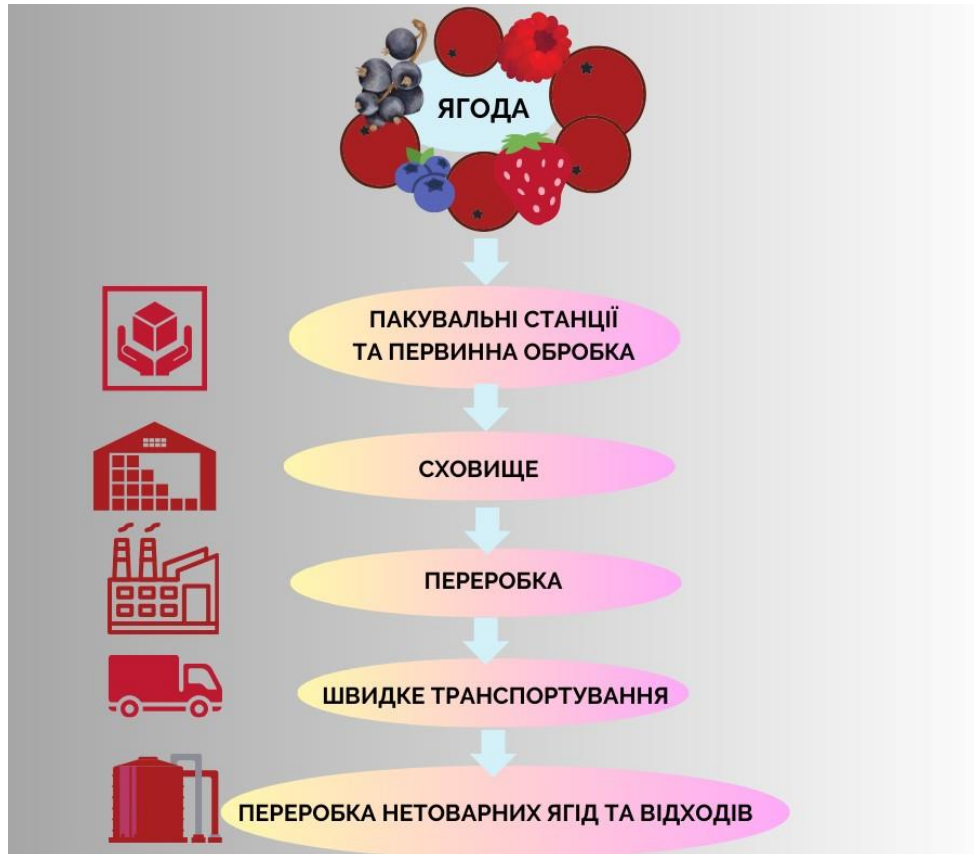 ЯГОДА
ПАКУВАЛЬНІ СТАНЦІЇ
ТА ПЕРВИННА ОБРОБКА
СХОВИЩЕ
ПЕРЕРОБКА
ШВИДКЕ ТРАНСПОРТУВАННЯ
ПЕРЕРОБКА НЕТОВАРНИХ ЯГІД ТА ВІДХОДІВ